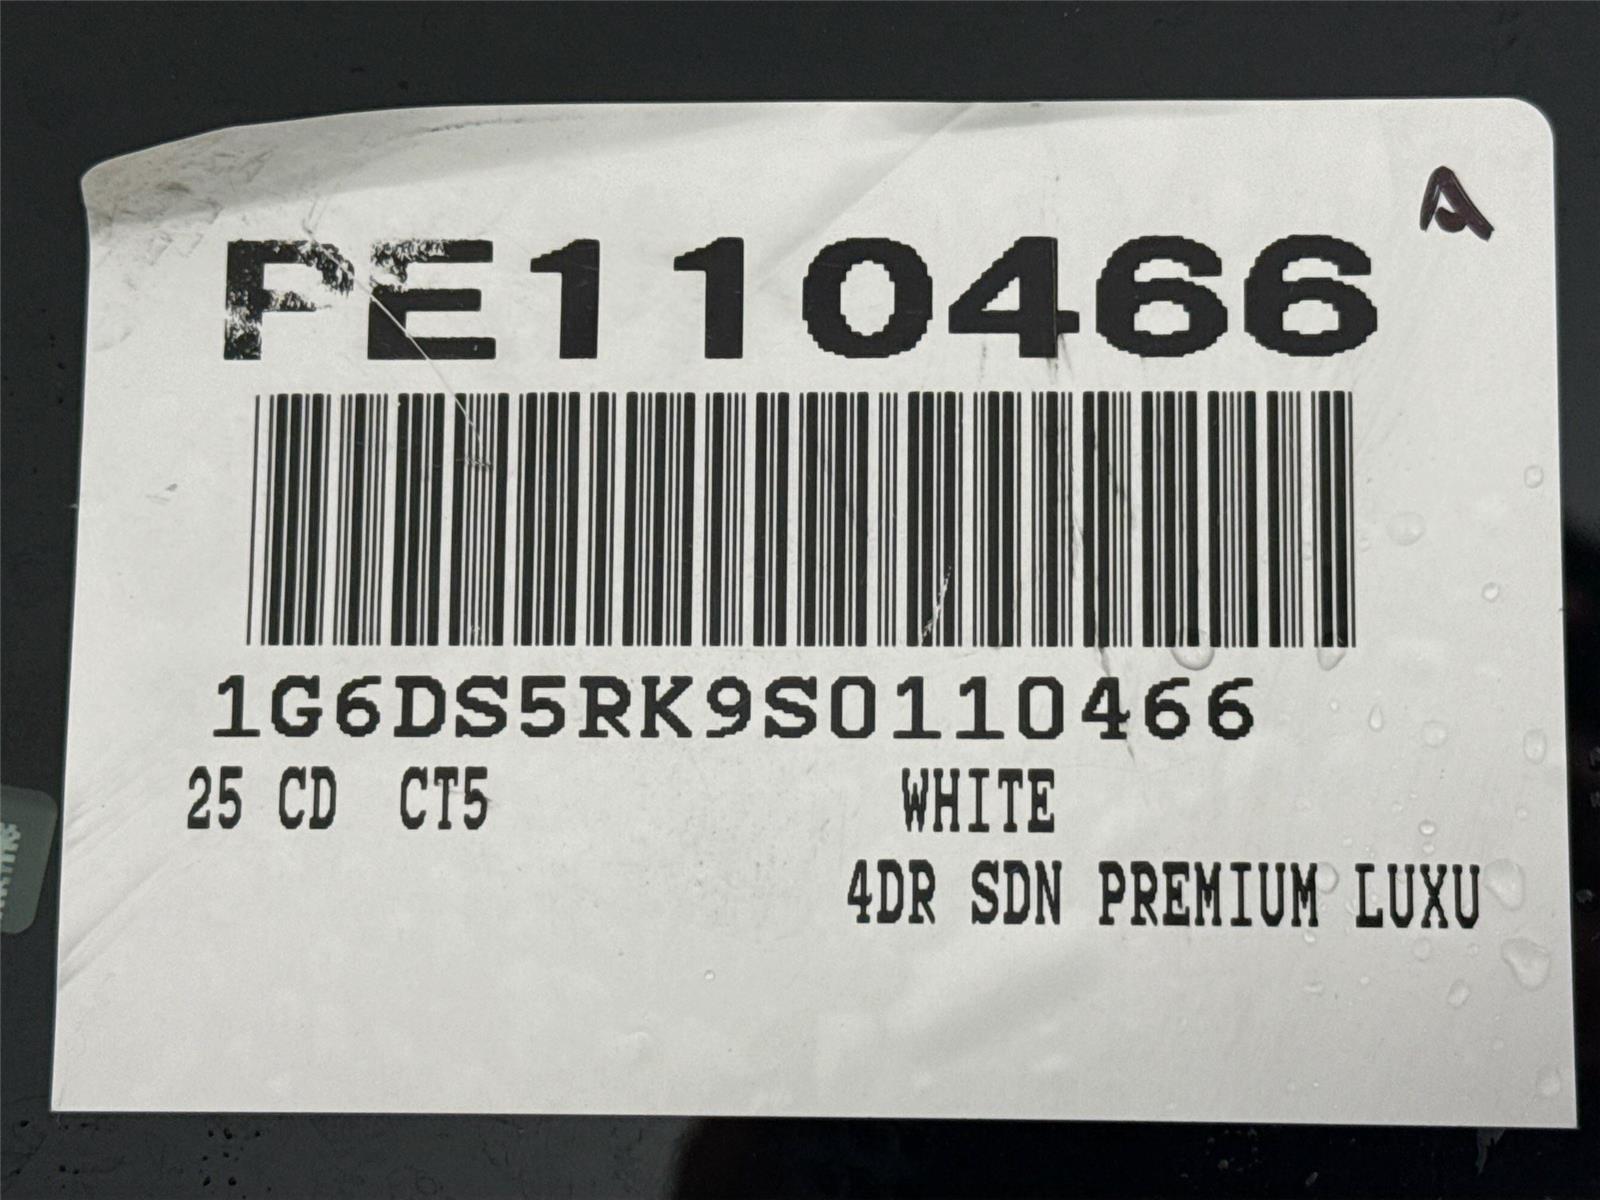 A
PE110466
1G6DS5RK9S0110466
25 CD CT5 WHITE
4DR SDN PREMIUM LUXU